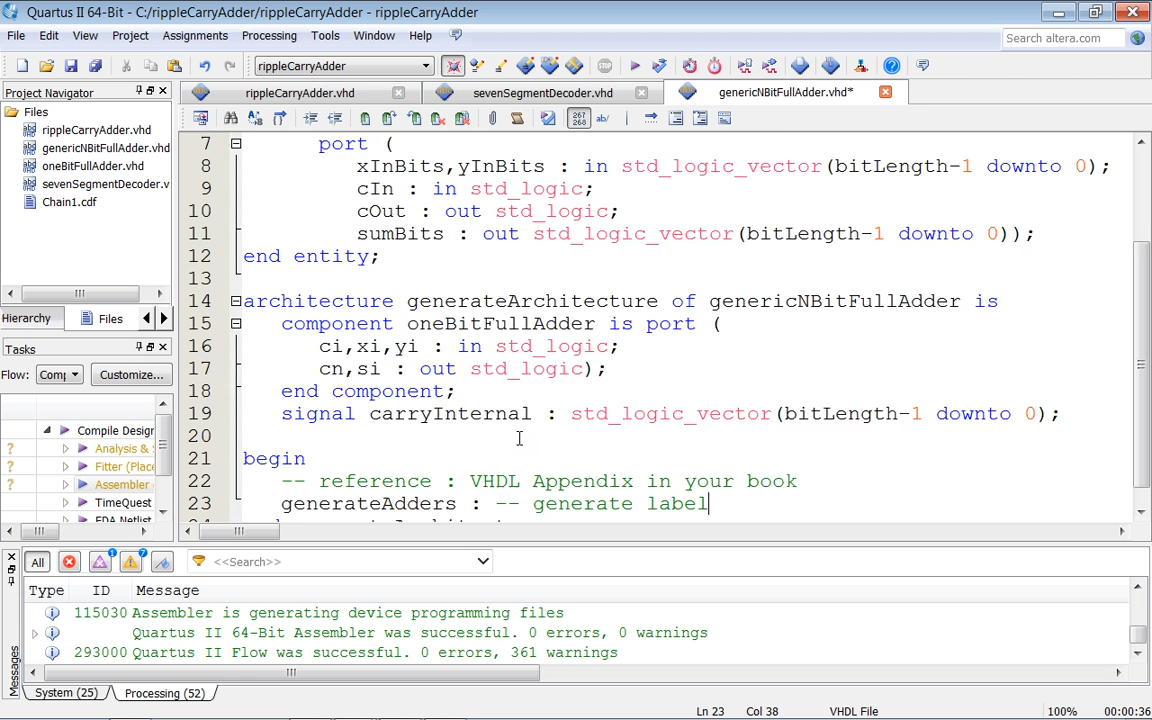 Quartus II 64-Bit - C:/rippleCarryAdder/rippleCarryAdder - rippleCarryAdder
File Edit View Project Assignments Processing Tools Window Help
Search altera.com
rippleCarryAdder
Project Navigator
rippleCarryAdder.vhd
sevenSegmentDecoder.vhd
genericNBitFullAdder.vhd*
Files
rippleCarryAdder.vhd
genericNBitFullAdder.vhd
oneBitFullAdder.vhd
sevenSegmentDecoder.v
Chain1.cdf
267
268
ab/
Hierarchy
Files
Tasks
Flow: Comp
Customize...
Compile Design
? Analysis & S
? Fitter (Place
? Assembler
TimeQuest
7 port (
8 xInBits,yInBits : in std_logic_vector(bitLength-1 downto 0);
9 cIn : in std_logic;
10 cOut : out std_logic;
11 sumBits : out std_logic_vector(bitLength-1 downto 0));
12 end entity;
13
14 architecture generateArchitecture of genericNBitFullAdder is
15 component oneBitFullAdder is port (
16 ci,xi,yi : in std_logic;
17 cn,si : out std_logic);
18 end component;
19 signal carryInternal : std_logic_vector(bitLength-1 downto 0);
20
21 begin
22 -- reference : VHDL Appendix in your book
23 generateAdders : -- generate label
All
1
7
<<Search>>
Type ID Message
115030 Assembler is generating device programming files
Quartus II 64-Bit Assembler was successful. 0 errors, 0 warnings
293000 Quartus II Flow was successful. 0 errors, 361 warnings
Messages
System (25)
Processing (52)
Ln 23 Col 38 VHDL File 100% 00:00:36